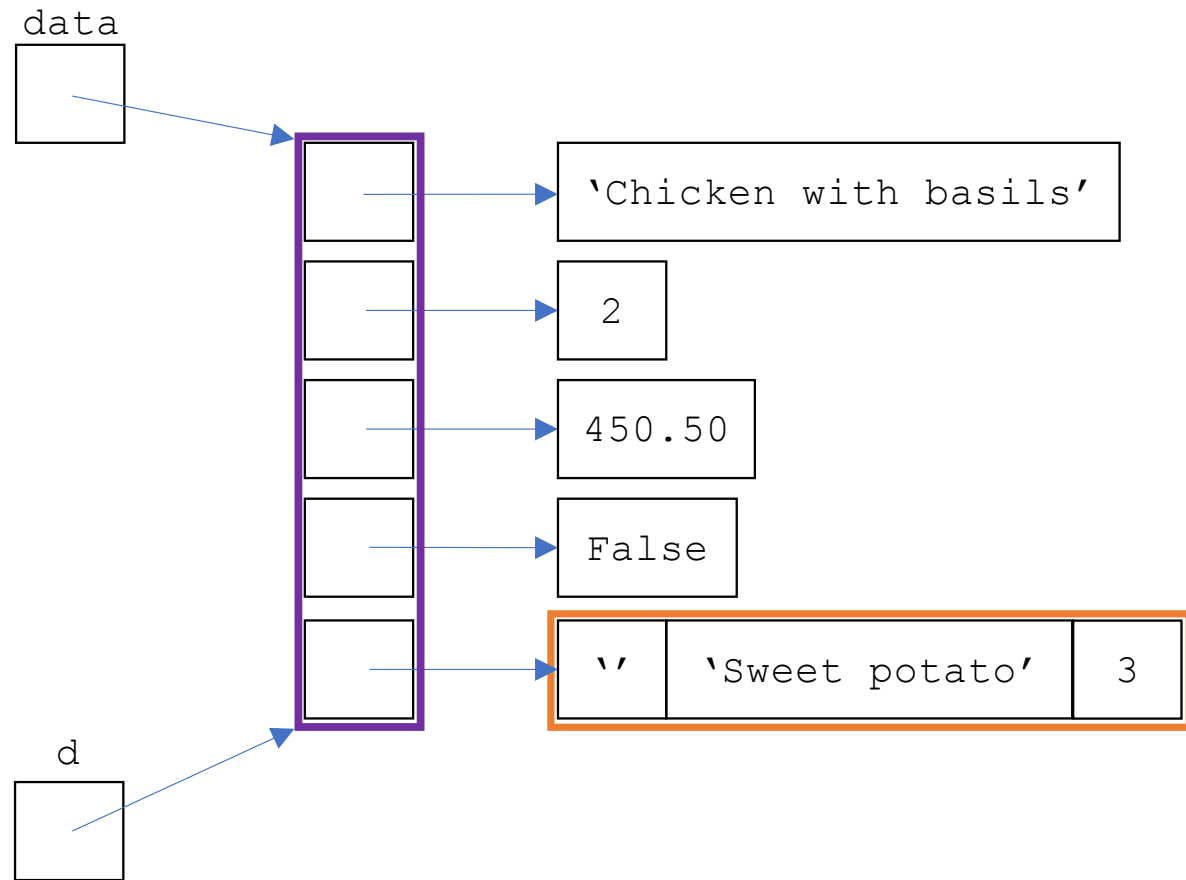 data
‵Chicken with basils’
2
450.50
False
‵’ ‵Sweet potato’ 3
d